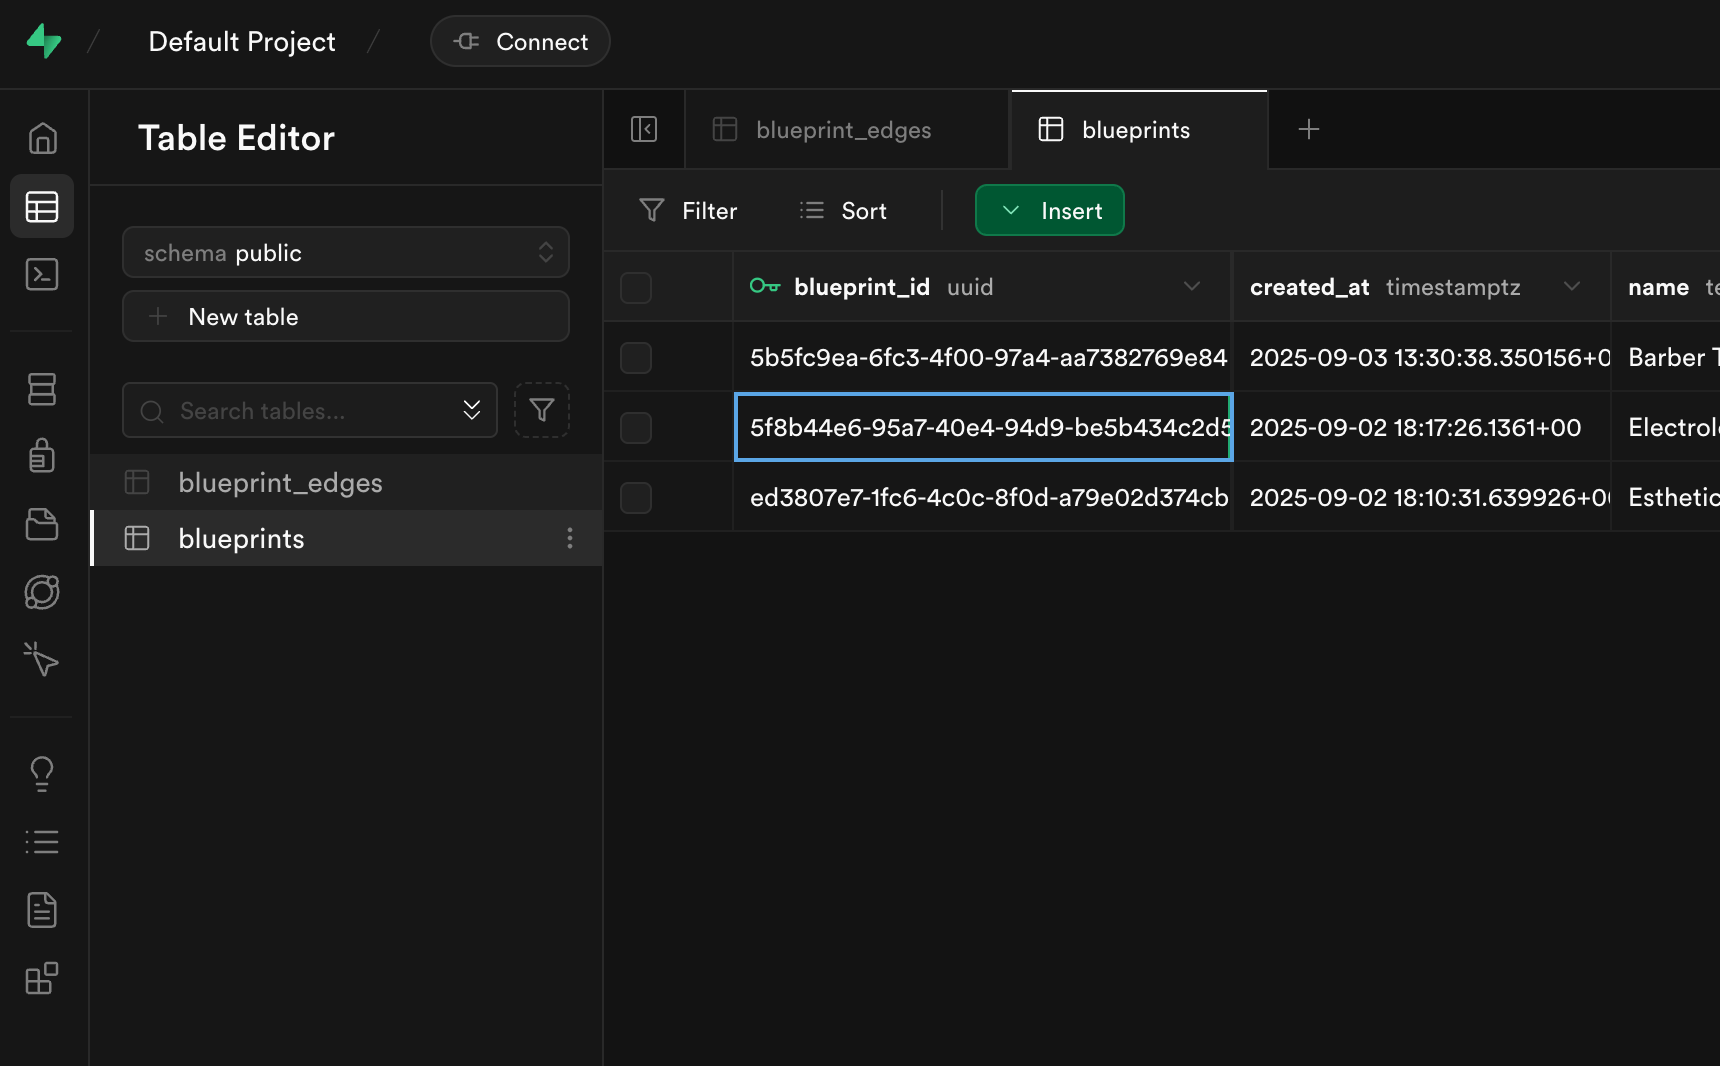 Default Project
Connect
Table Editor
schema public
New table
Search tables...
blueprint_edges
blueprints
blueprint_edges
blueprints
Filter
Sort
Insert
blueprint_id uuid
created_at timestamptz
name
5b5fc9ea-6fc3-4f00-97a4-aa7382769e84
2025-09-03 13:30:38.350156+0
Barber
5f8b44e6-95a7-40e4-94d9-be5b434c2d5
2025-09-02 18:17:26.1361+00
Electrol
ed3807e7-1fc6-4c0c-8f0d-a79e02d374cb
2025-09-02 18:10:31.639926+0
Esthetic